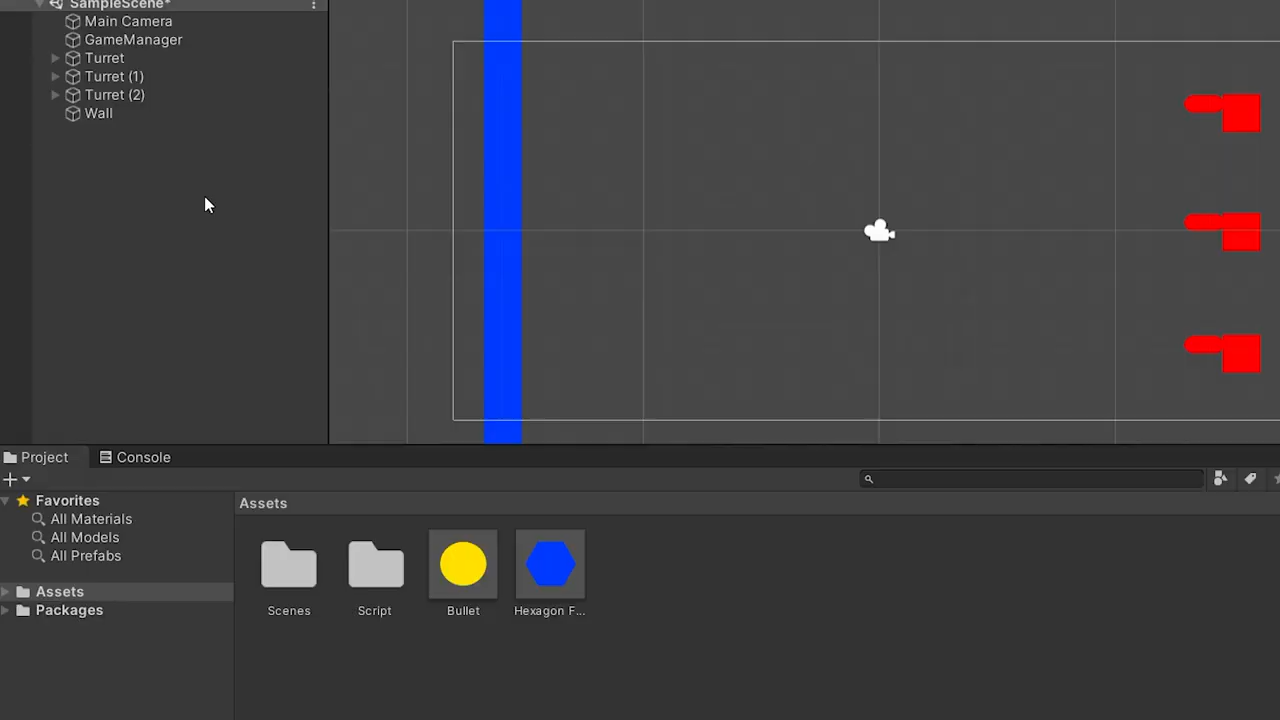 SampleScene*
Main Camera
GameManager
Turret
Turret (1)
Turret (2)
Wall
Project
Console
Favorites
Assets
All Materials
All Models
All Prefabs
Assets
Packages
Scenes
Script
Bullet
Hexagon F...